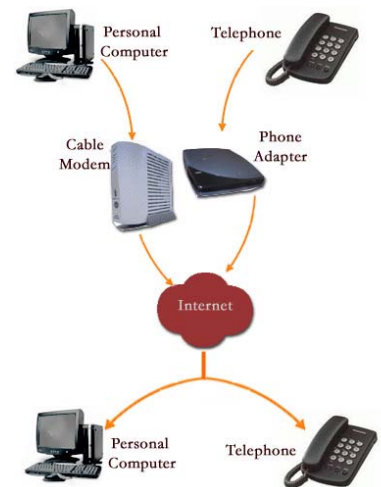 Personal
Computer
Telephone
Cable
Modem
Phone
Adapter
Internet
Personal
Computer
Telephone